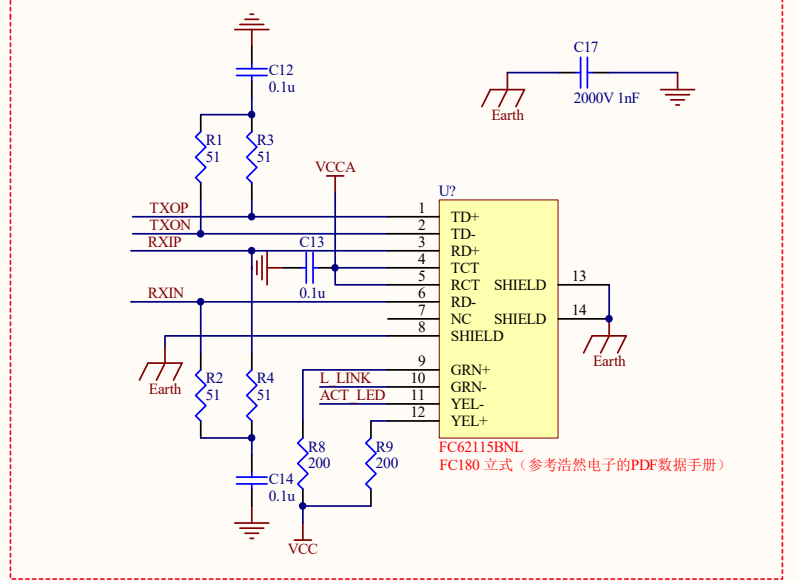 C12
0.1u
C17
2000V 1nF
Earth
R1
51
R3
51
VCCA
U?
TXOP
1
TD+
TXON
2
TD-
RXIP
3
RD+
C13
0.1u
4
TCT
5
RCT
SHIELD
13
RXIN
6
RD-
7
NC
SHIELD
14
8
SHIELD
Earth
Earth
9
GRN+
L_LINK
10
GRN-
ACT_LED
11
YEL-
12
YEL+
R2
51
R4
51
R8
200
R9
200
FC62115BNL
FC180 立式（参考浩然电子的PDF数据手册）
C14
0.1u
VCC